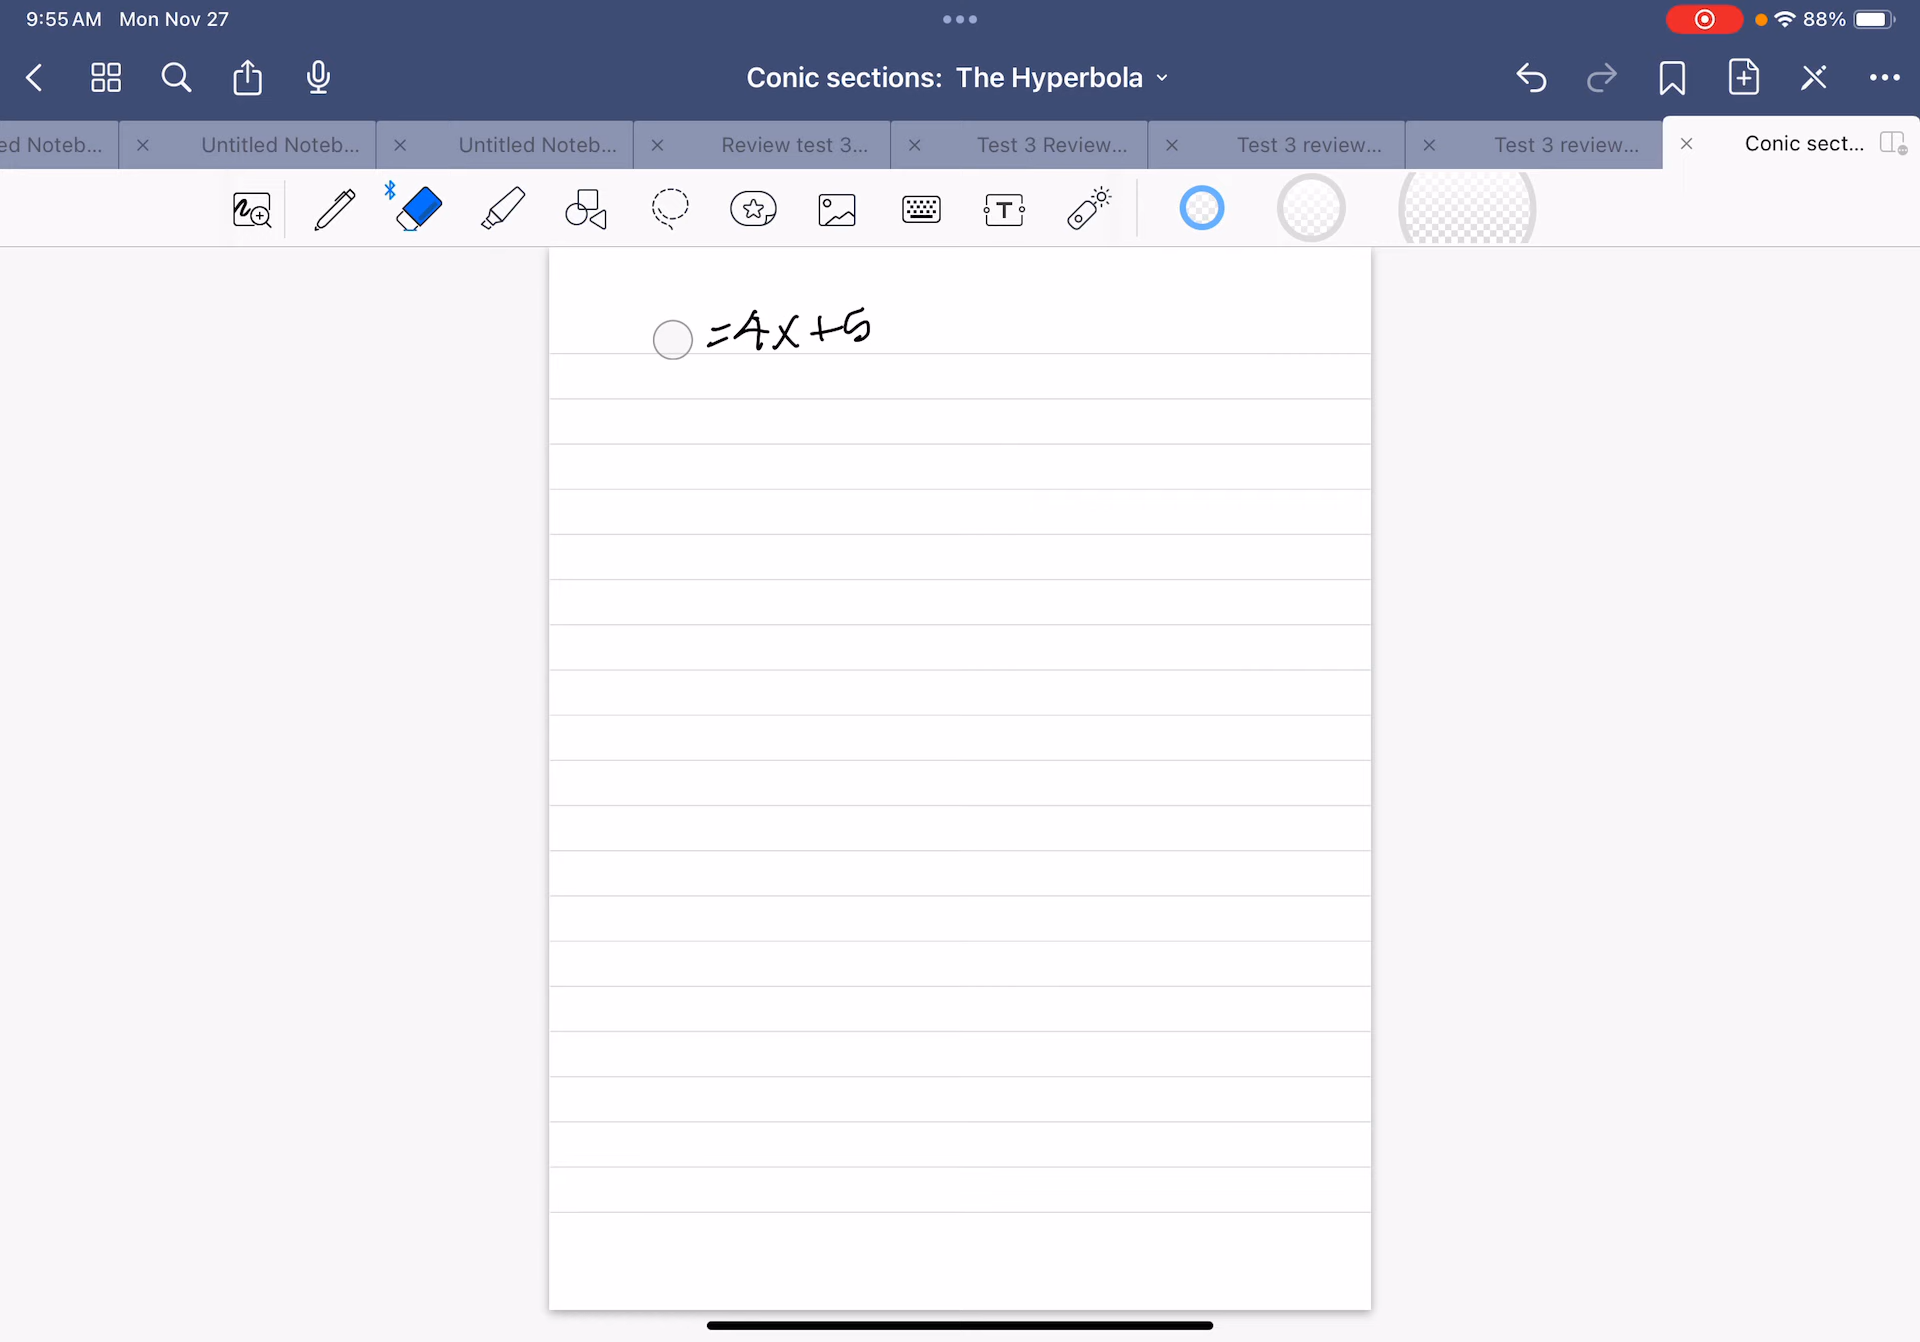 9:55 AM Mon Nov 27
88%
Conic sections: The Hyperbola
ed Noteb...
Untitled Noteb...
Untitled Noteb...
Review test 3...
Test 3 Review...
Test 3 review...
Test 3 review...
Conic sect...
T
=4x+5